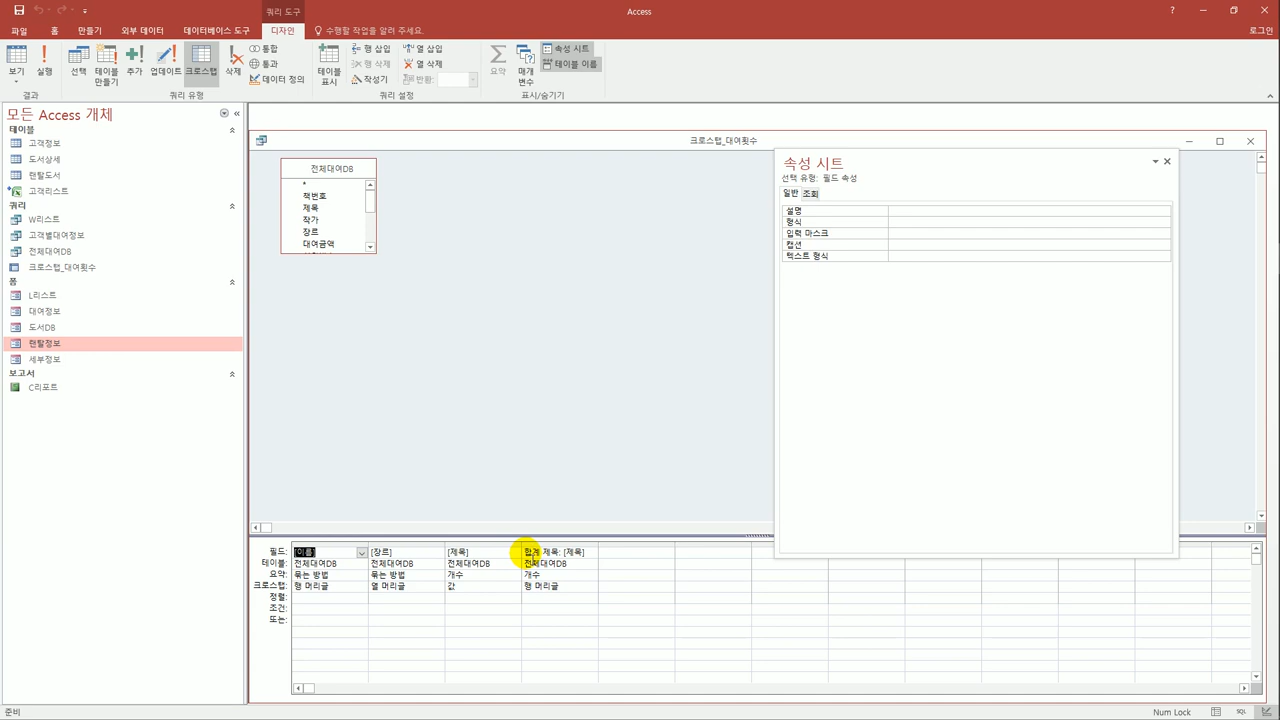 쿼리 도구
Access
파일 홈 만들기 외부 데이터 데이터베이스 도구 디자인 수행할 작업을 알려 주세요. 로그인
보기 실행 선택 테이블 만들기 추가 업데이트 크로스탭 삭제
통합
통과
데이터 정의
테이블 표시
행 삽입
행 삭제
작성기
열 삽입
열 삭제
반환:
요약 매개 변수
속성 시트
테이블 이름
결과 쿼리 유형 쿼리 설정 표시/숨기기
모든 Access 개체
테이블
고객정보
도서상세
렌탈도서
고객리스트
쿼리
W리스트
고객별대여정보
전체대여DB
크로스탭_대여횟수
폼
L리스트
대여정보
도서DB
렌탈정보
세부정보
보고서
C리포트
크로스탭_대여횟수
전체대여DB
*
책번호
제목
작가
장르
대여금액
속성 시트
선택 유형: 필드 속성
일반 조회
설명
형식
입력 마스크
캡션
텍스트 형식
필드: [이름] [장르] [제목] 합계 제목: [제목]
테이블: 전체대여DB 전체대여DB 전체대여DB 전체대여DB
요약: 묶는 방법 묶는 방법 개수 개수
크로스탭: 행 머리글 열 머리글 값 행 머리글
정렬:
조건:
또는:
준비 Num Lock SQL